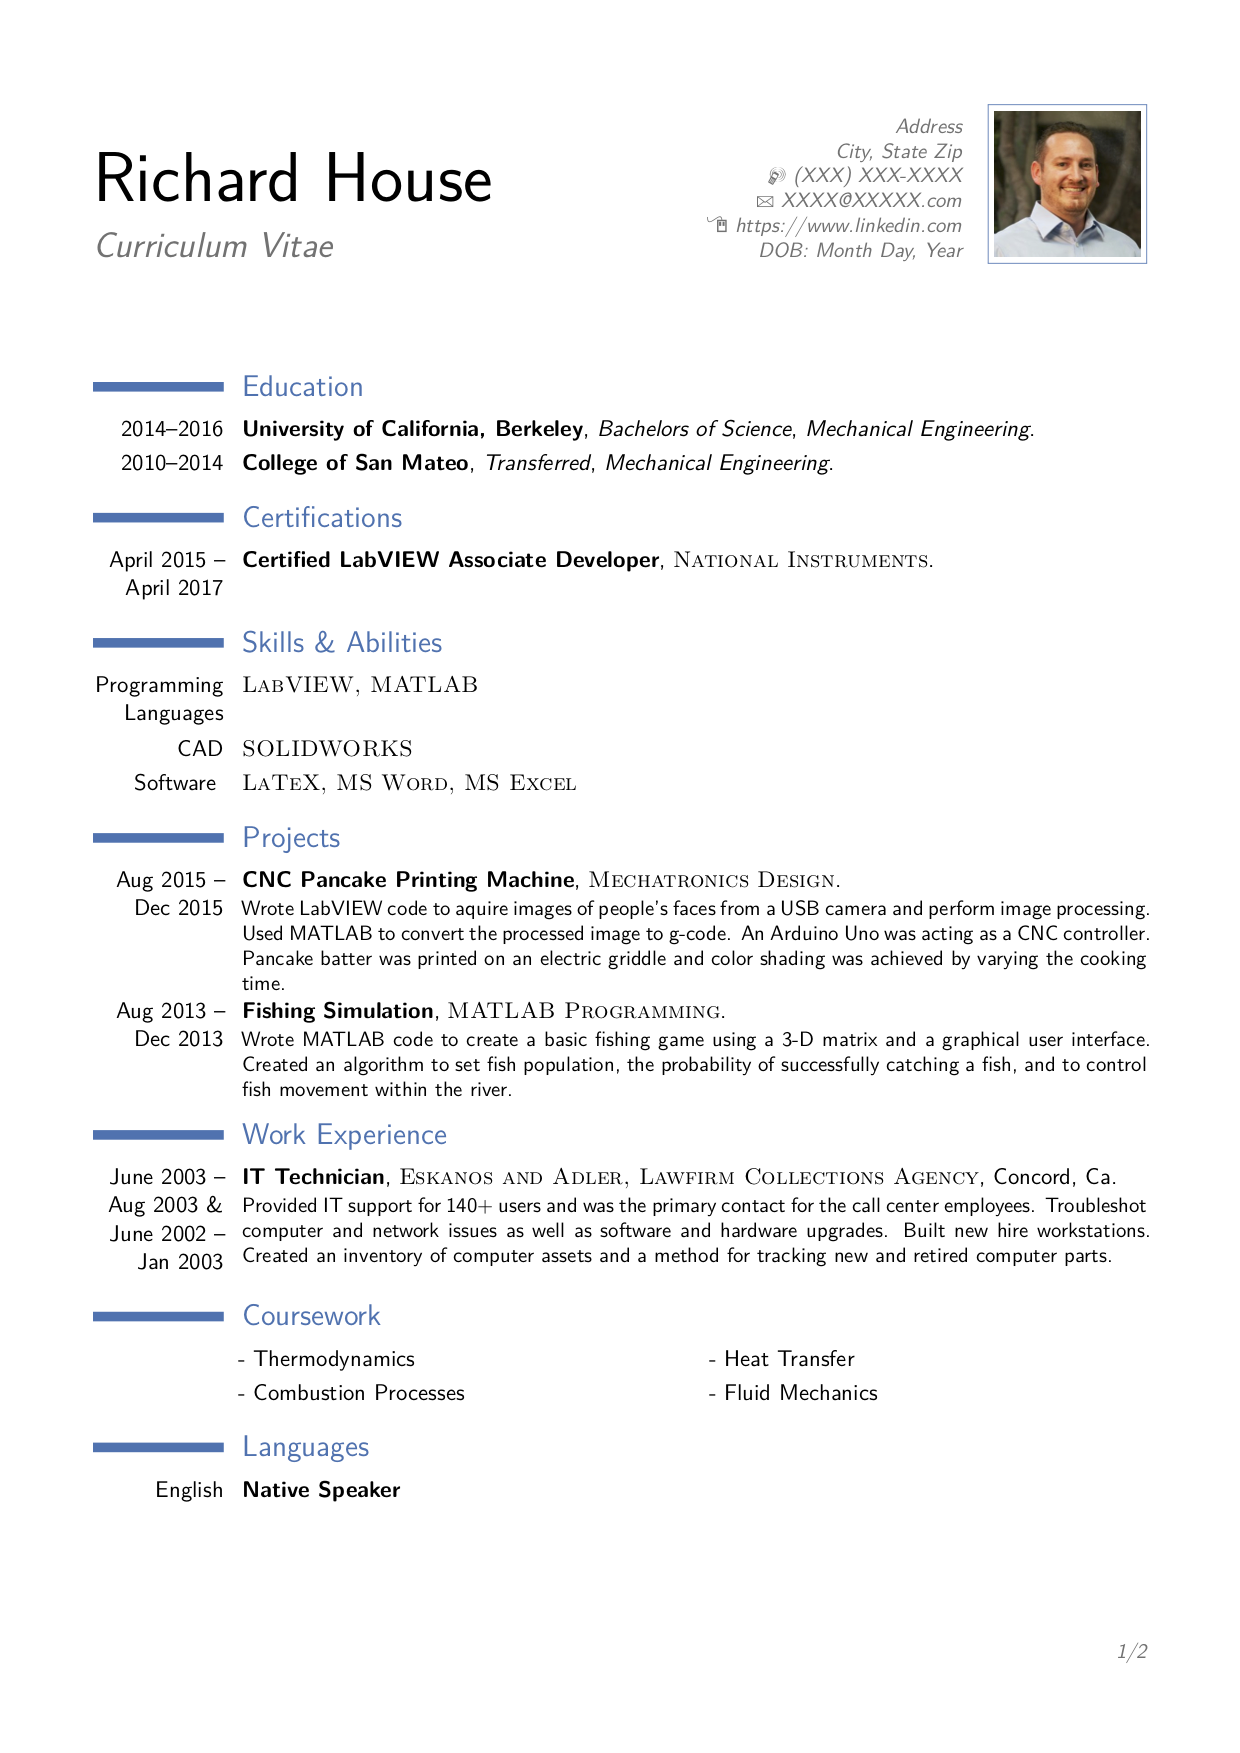 Richard House
Curriculum Vitae
Address
City, State Zip
(XXX) XXX-XXXX
XXXX@XXXXX.com
https://www.linkedin.com
DOB: Month Day, Year
Education
2014–2016 University of California, Berkeley, Bachelors of Science, Mechanical Engineering.
2010–2014 College of San Mateo, Transferred, Mechanical Engineering.
Certifications
April 2015 – Certified LabVIEW Associate Developer, National Instruments.
April 2017
Skills & Abilities
Programming LabVIEW, MATLAB
Languages
CAD SOLIDWORKS
Software LaTeX, MS Word, MS Excel
Projects
Aug 2015 – CNC Pancake Printing Machine, Mechatronics Design.
Dec 2015 Wrote LabVIEW code to aquire images of people's faces from a USB camera and perform image processing.
Used MATLAB to convert the processed image to g-code. An Arduino Uno was acting as a CNC controller.
Pancake batter was printed on an electric griddle and color shading was achieved by varying the cooking
time.
Aug 2013 – Fishing Simulation, MATLAB Programming.
Dec 2013 Wrote MATLAB code to create a basic fishing game using a 3-D matrix and a graphical user interface.
Created an algorithm to set fish population, the probability of successfully catching a fish, and to control
fish movement within the river.
Work Experience
June 2003 – IT Technician, Eskanos and Adler, Lawfirm Collections Agency, Concord, Ca.
Aug 2003 & Provided IT support for 140+ users and was the primary contact for the call center employees. Troubleshot
June 2002 – computer and network issues as well as software and hardware upgrades. Built new hire workstations.
Jan 2003 Created an inventory of computer assets and a method for tracking new and retired computer parts.
Coursework
- Thermodynamics - Heat Transfer
- Combustion Processes - Fluid Mechanics
Languages
English Native Speaker
1/2